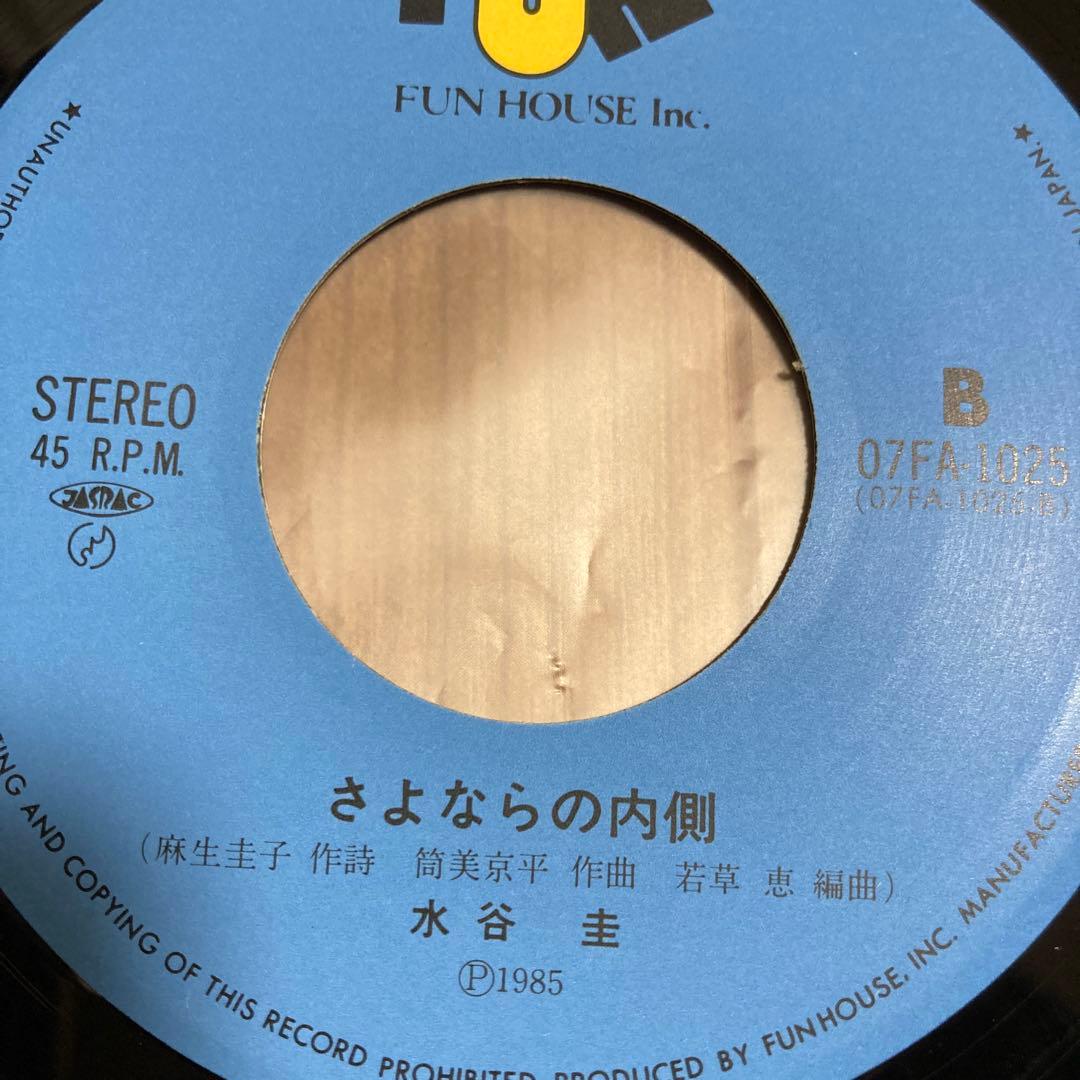 FUN
FUN HOUSE Inc.
STEREO
45 R.P.M.
JASRAC
B
07FA-1025
(07FA-1025-B)
さよならの内側
(麻生圭子 作詩 筒美京平 作曲 若草 恵 編曲)
水谷 圭
Ⓟ1985
AND COPYING OF THIS RECORD PROHIBITED. PRODUCED BY FUN HOUSE, INC. MANUFACTURED
JAPAN.★
★UNAUTHOR